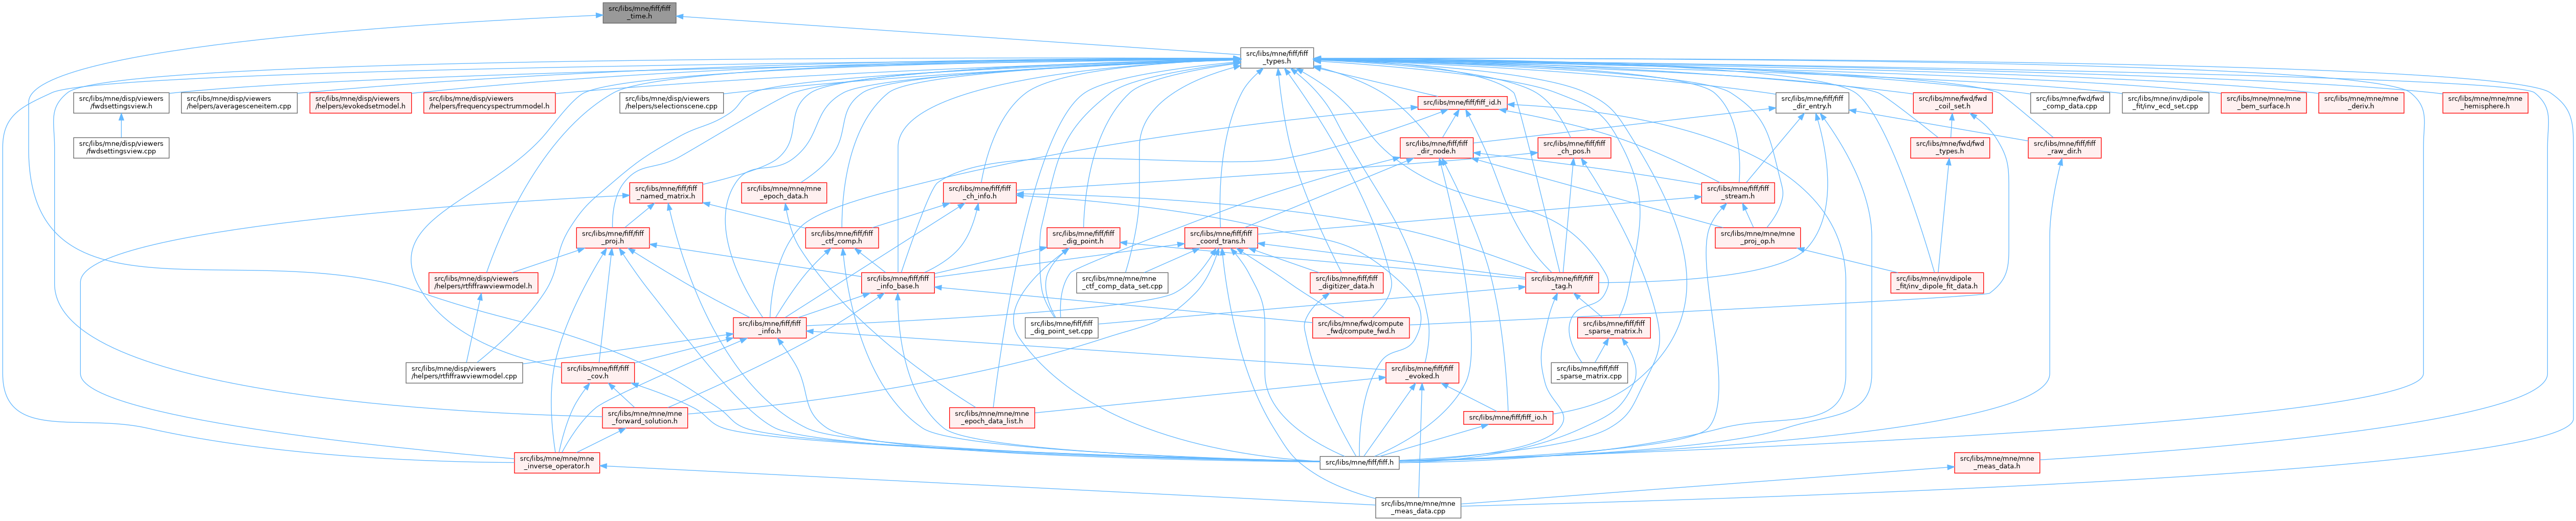 src/libs/mne/fiff/fiff
_time.h
src/libs/mne/fiff/fiff
_types.h
src/libs/mne/disp/viewers
/fwdsettingsview.h
src/libs/mne/disp/viewers
/helpers/averagesceneitem.cpp
src/libs/mne/disp/viewers
/helpers/evokedsetmodel.h
src/libs/mne/disp/viewers
/helpers/frequencyspectrummodel.h
src/libs/mne/disp/viewers
/helpers/selectionscene.cpp
src/libs/mne/fiff/fiff_id.h
src/libs/mne/fiff/fiff
_dir_entry.h
src/libs/mne/fwd/fwd
_coil_set.h
src/libs/mne/fwd/fwd
_comp_data.cpp
src/libs/mne/inv/dipole
_fit/inv_ecd_set.cpp
src/libs/mne/mne/mne
_bem_surface.h
src/libs/mne/mne/mne
_deriv.h
src/libs/mne/mne/mne
_hemisphere.h
src/libs/mne/disp/viewers
/fwdsettingsview.cpp
src/libs/mne/fiff/fiff
_dir_node.h
src/libs/mne/fiff/fiff
_ch_pos.h
src/libs/mne/fwd/fwd
_types.h
src/libs/mne/fiff/fiff
_raw_dir.h
src/libs/mne/fiff/fiff
_named_matrix.h
src/libs/mne/mne/mne
_epoch_data.h
src/libs/mne/fiff/fiff
_ch_info.h
src/libs/mne/fiff/fiff
_stream.h
src/libs/mne/fiff/fiff
_proj.h
src/libs/mne/fiff/fiff
_ctf_comp.h
src/libs/mne/fiff/fiff
_dig_point.h
src/libs/mne/fiff/fiff
_coord_trans.h
src/libs/mne/mne/mne
_proj_op.h
src/libs/mne/disp/viewers
/helpers/rtfiffrawviewmodel.h
src/libs/mne/fiff/fiff
_info_base.h
src/libs/mne/mne/mne
_ctf_comp_data_set.cpp
src/libs/mne/fiff/fiff
_digitizer_data.h
src/libs/mne/fiff/fiff
_tag.h
src/libs/mne/inv/dipole
_fit/inv_dipole_fit_data.h
src/libs/mne/fiff/fiff
_info.h
src/libs/mne/fiff/fiff
_dig_point_set.cpp
src/libs/mne/fwd/compute
_fwd/compute_fwd.h
src/libs/mne/fiff/fiff
_sparse_matrix.h
src/libs/mne/disp/viewers
/helpers/rtfiffrawviewmodel.cpp
src/libs/mne/fiff/fiff
_cov.h
src/libs/mne/fiff/fiff
_evoked.h
src/libs/mne/fiff/fiff
_sparse_matrix.cpp
src/libs/mne/mne/mne
_forward_solution.h
src/libs/mne/mne/mne
_epoch_data_list.h
src/libs/mne/fiff/fiff_io.h
src/libs/mne/mne/mne
_inverse_operator.h
src/libs/mne/fiff/fiff.h
src/libs/mne/mne/mne
_meas_data.h
src/libs/mne/mne/mne
_meas_data.cpp